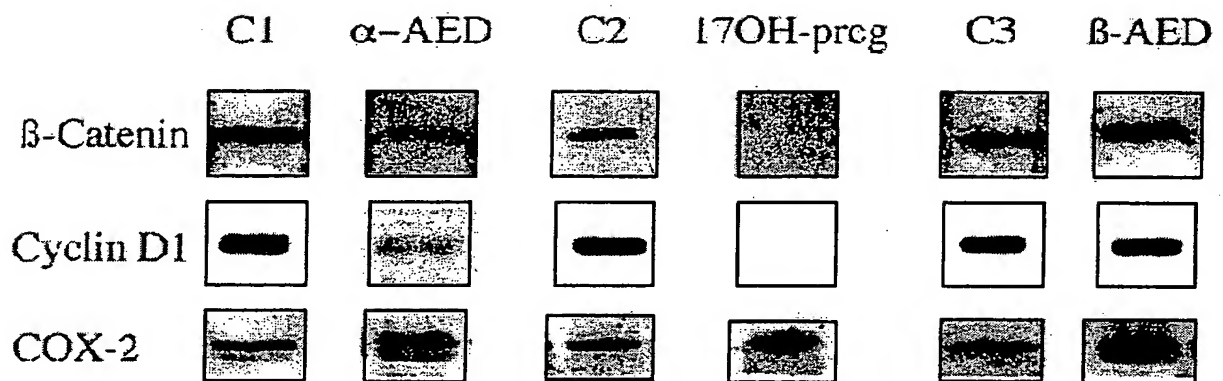 C1 α–AED C2 17OH-preg C3 ß-AED
ß-Catenin
Cyclin D1
COX-2